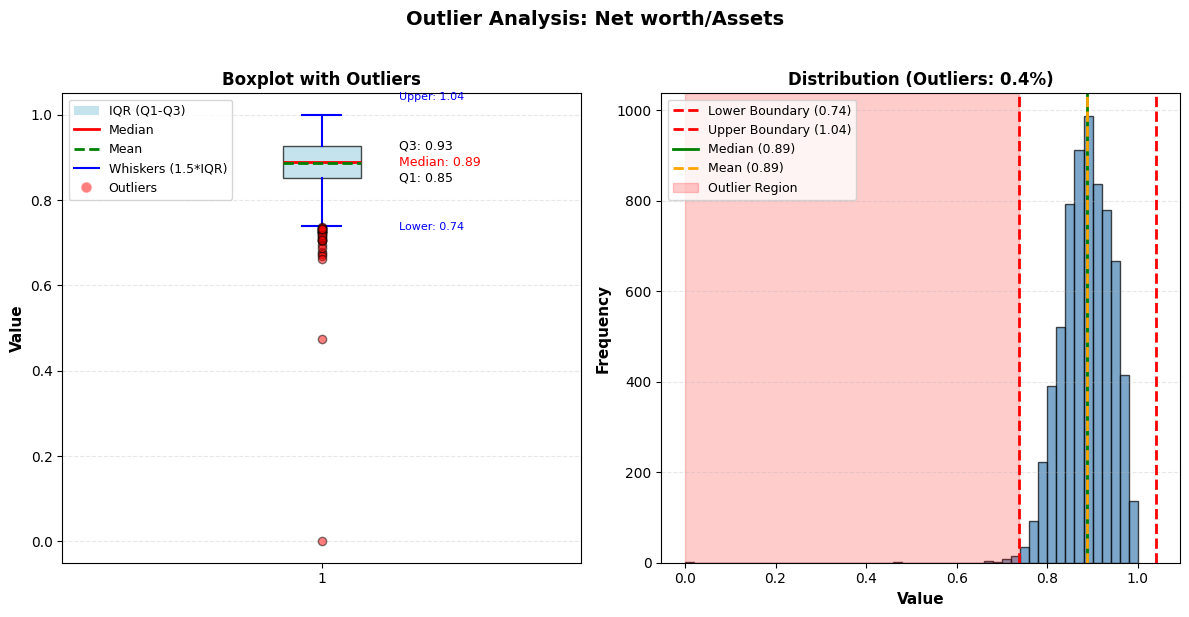 Outlier Analysis: Net worth/Assets
Boxplot with Outliers
IQR (Q1-Q3)
Median
Mean
Whiskers (1.5*IQR)
Outliers
Upper: 1.04
Q3: 0.93
Median: 0.89
Q1: 0.85
Lower: 0.74
Value
1.0
0.8
0.6
0.4
0.2
0.0
1
Distribution (Outliers: 0.4%)
Lower Boundary (0.74)
Upper Boundary (1.04)
Median (0.89)
Mean (0.89)
Outlier Region
Frequency
1000
800
600
400
200
0
0.0 0.2 0.4 0.6 0.8 1.0
Value